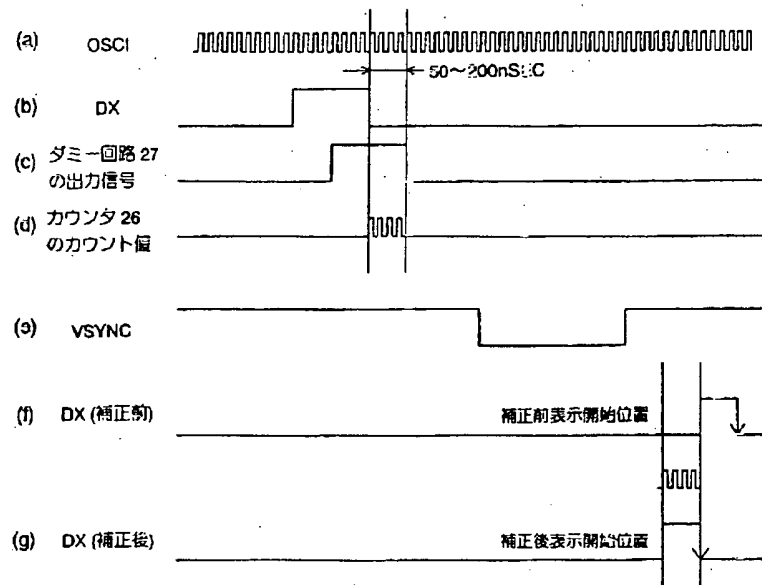 (a) OSCI
50～200nSEC
(b) DX
(c) ダミー回路 27
の出力信号
(d) カウンタ 26
のカウント値
(e) VSYNC
(f) DX (補正前) 補正前表示開始位置
(g) DX (補正後) 補正後表示開始位置